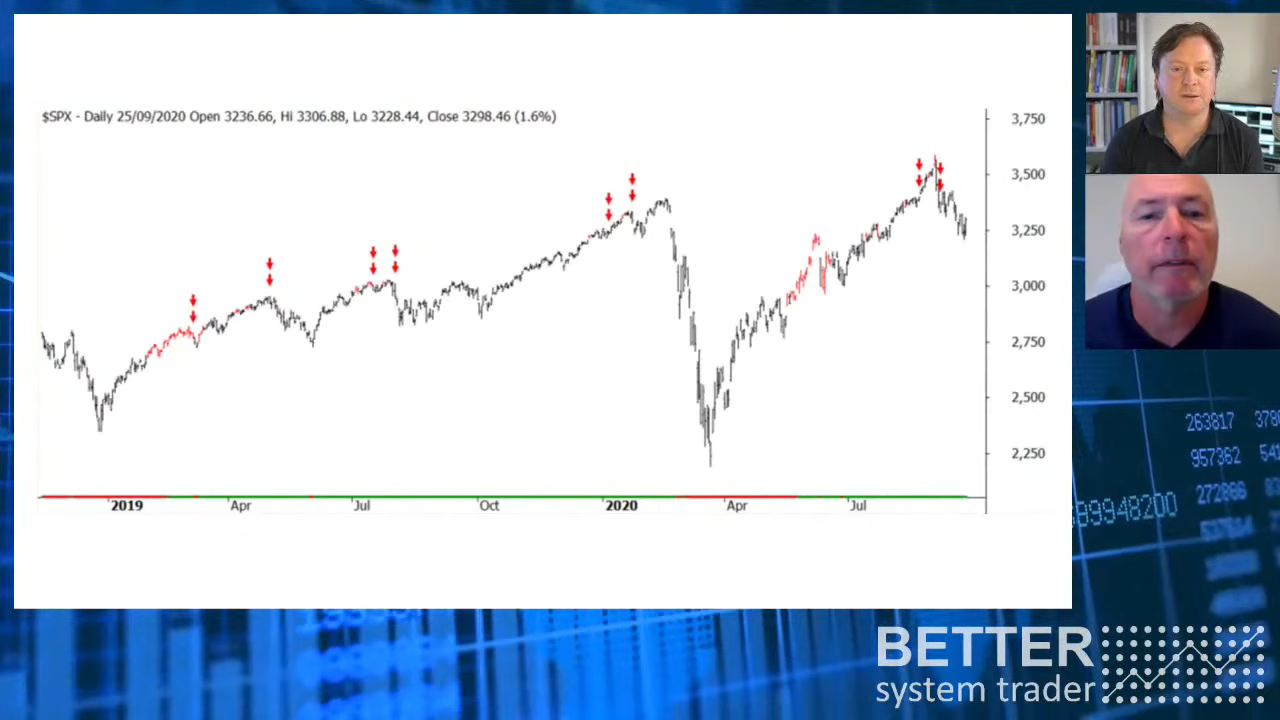 $SPX - Daily 25/09/2020 Open 3236.66, Hi 3306.88, Lo 3228.44, Close 3298.46 (1.6%)
3,750
3,500
3,250
3,000
2,750
2,500
2,250
2019 Apr Jul Oct 2020 Apr Jul
263817
957362
BETTER
system trader